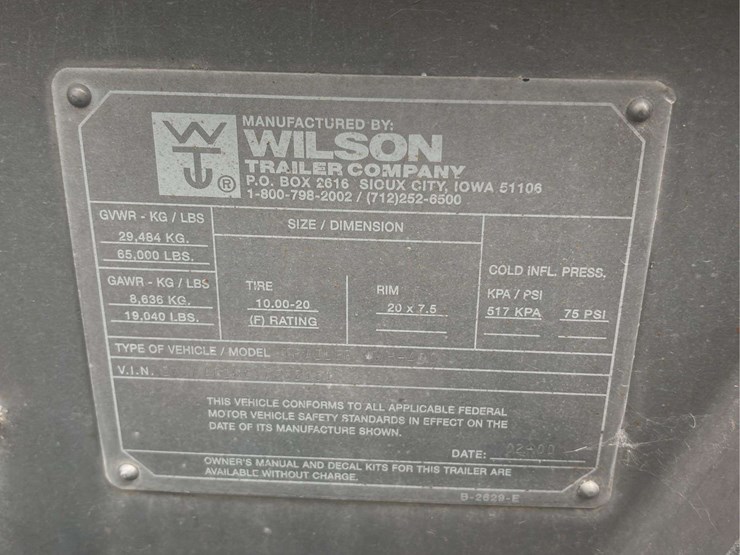 WT ®
MANUFACTURED BY:
WILSON
TRAILER COMPANY
P.O. BOX 2616 SIOUX CITY, IOWA 51106
1-800-798-2002 / (712)252-6500
GVWR - KG / LBS
29,484 KG.
65,000 LBS.
GAWR - KG / LBS
8,636 KG.
19,040 LBS.
SIZE / DIMENSION
TIRE
10.00-20
(F) RATING
RIM
20 x 7.5
COLD INFL. PRESS.
KPA / PSI
517 KPA 75 PSI
TYPE OF VEHICLE / MODEL
V.I.N.
THIS VEHICLE CONFORMS TO ALL APPLICABLE FEDERAL
MOTOR VEHICLE SAFETY STANDARDS IN EFFECT ON THE
DATE OF ITS MANUFACTURE SHOWN.
DATE:
OWNER'S MANUAL AND DECAL KITS FOR THIS TRAILER ARE
AVAILABLE WITHOUT CHARGE.
B-2629-E